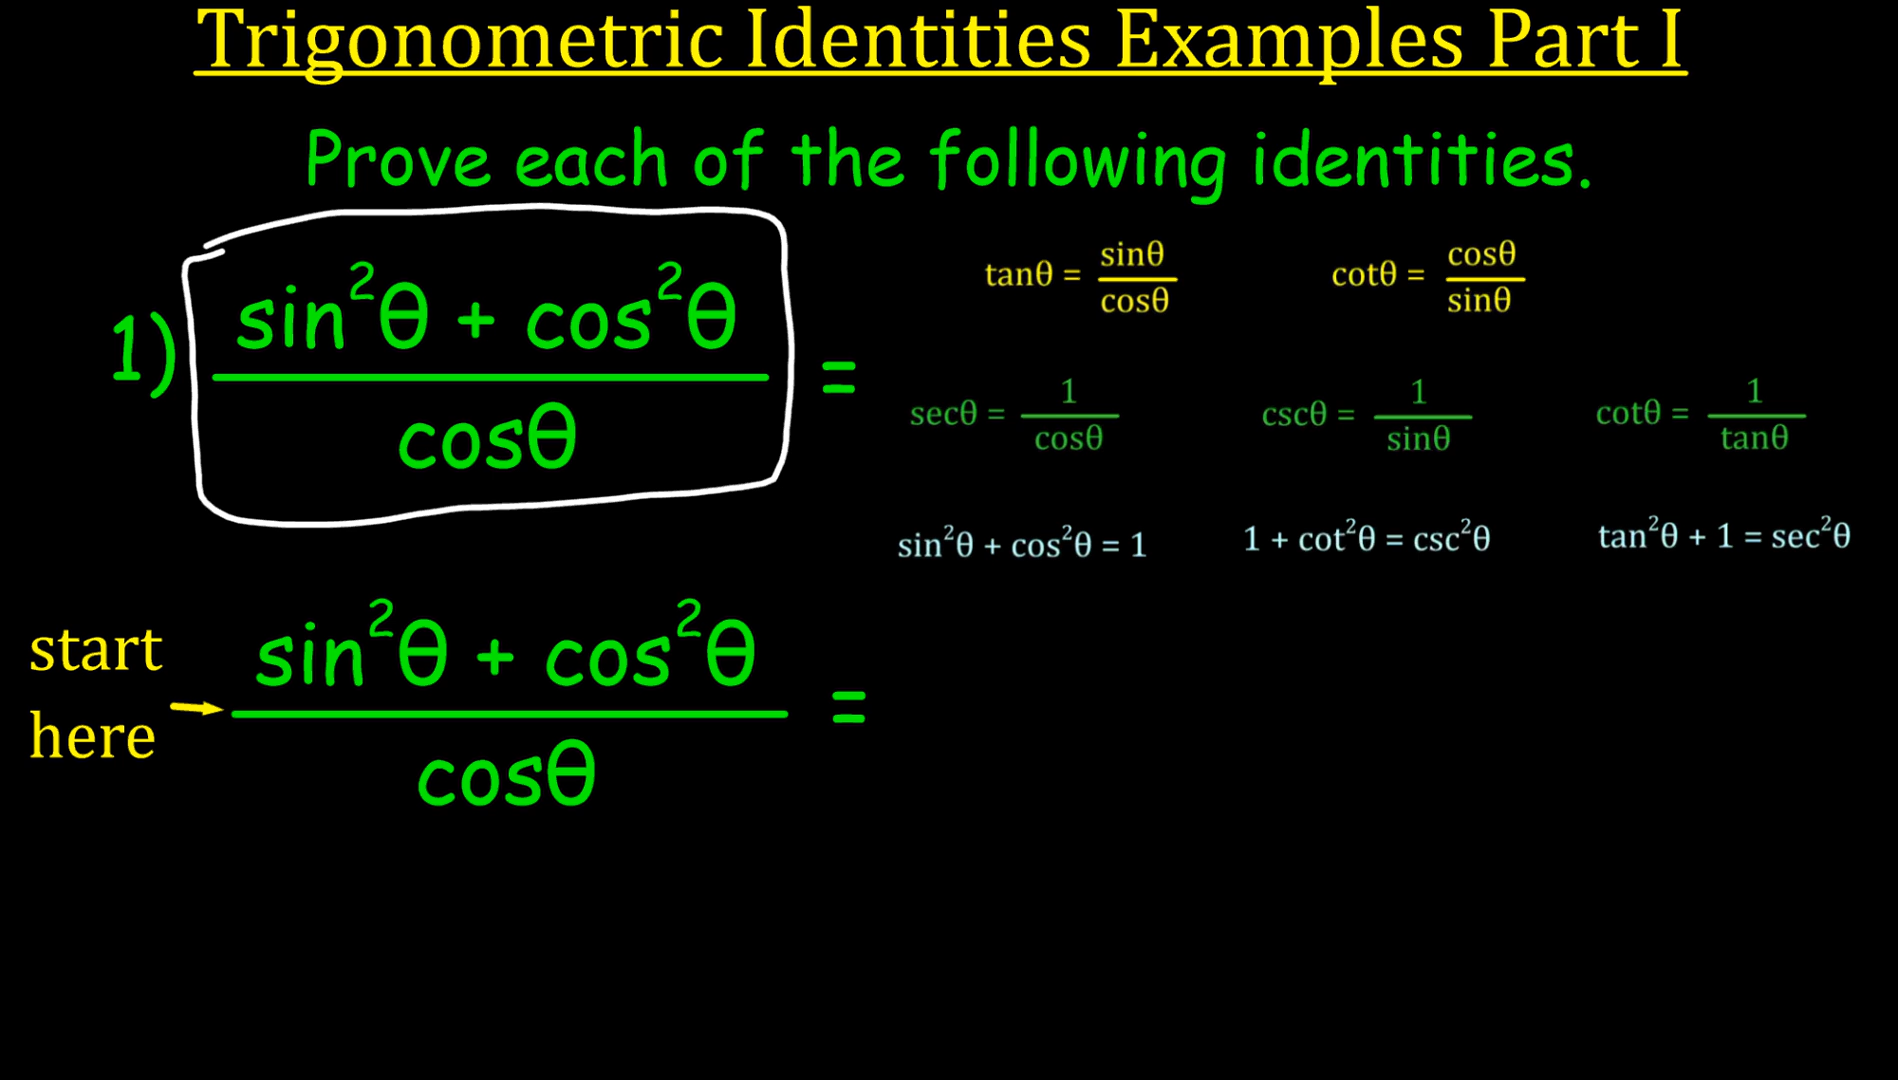 Trigonometric Identities Examples Part I
Prove each of the following identities.
1) sin²θ + cos²θ / cosθ =
tanθ = sinθ / cosθ
cotθ = cosθ / sinθ
secθ = 1 / cosθ
cscθ = 1 / sinθ
cotθ = 1 / tanθ
sin²θ + cos²θ = 1
1 + cot²θ = csc²θ
tan²θ + 1 = sec²θ
start
here
sin²θ + cos²θ / cosθ =